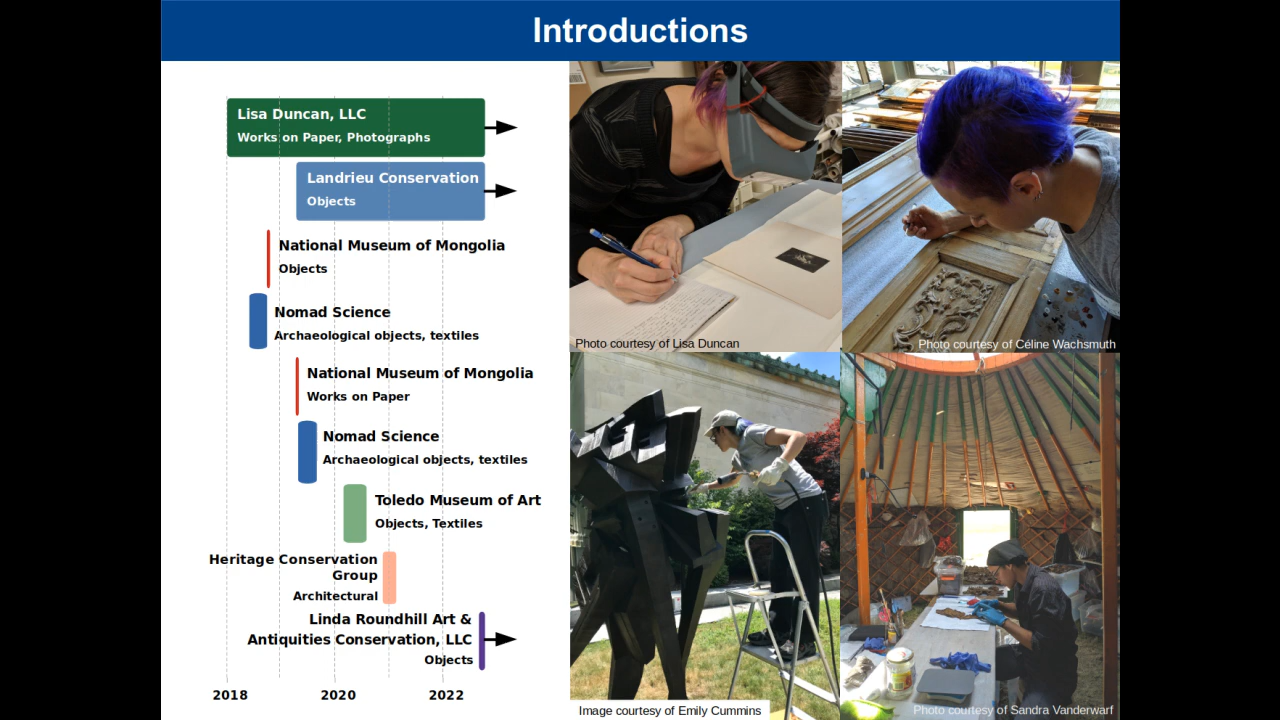 Introductions
Lisa Duncan, LLC
Works on Paper, Photographs
Landrieu Conservation
Objects
National Museum of Mongolia
Objects
Nomad Science
Archaeological objects, textiles
National Museum of Mongolia
Works on Paper
Nomad Science
Archaeological objects, textiles
Toledo Museum of Art
Objects, Textiles
Heritage Conservation
Group
Architectural
Linda Roundhill Art &
Antiquities Conservation, LLC
Objects
2018 2020 2022
Photo courtesy of Lisa Duncan
Photo courtesy of Céline Wachsmuth
Image courtesy of Emily Cummins
Photo courtesy of Sandra Vanderwarf